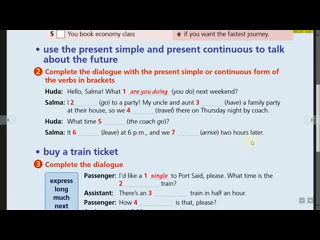 5 You book economy class e if you want the fastest journey.
• use the present simple and present continuous to talk
about the future
2 Complete the dialogue with the present simple or continuous form of
the verbs in brackets
Huda: Hello, Salma! What 1 are you doing (you do) next weekend?
Salma: I 2 (go) to a party! My uncle and aunt 3 (have) a family
party at their house, so we 4 (travel) there on Thursday night by coach.
Huda: What time 5 (the coach go)?
Salma: It 6 (leave) at 6 p.m., and we 7 (arrive) two hours later.
• buy a train ticket
3 Complete the dialogue
express
long
much
next
Passenger: I'd like a 1 single to Port Said, please. What time is the
2 train?
Assistant: There's an 3 train in half an hour.
Passenger: How 4 is that, please?